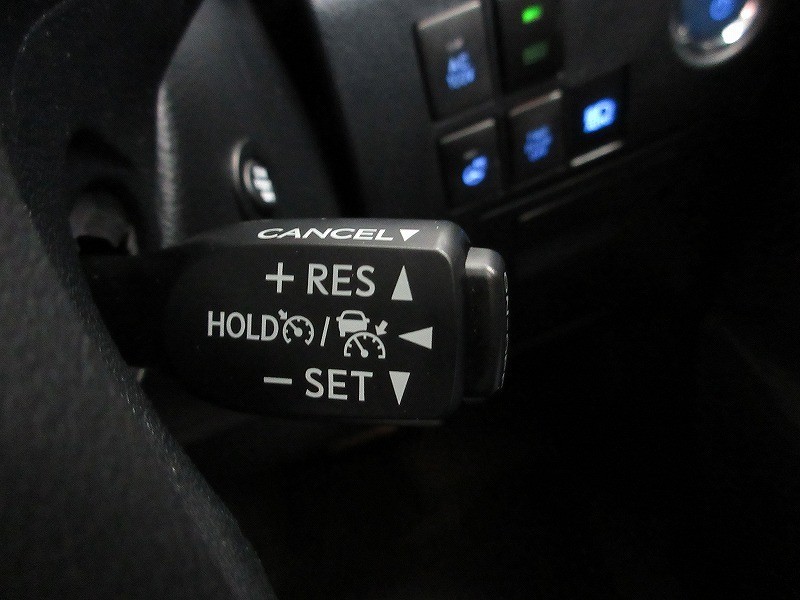 CANCEL
+ RES
HOLD /
- SET